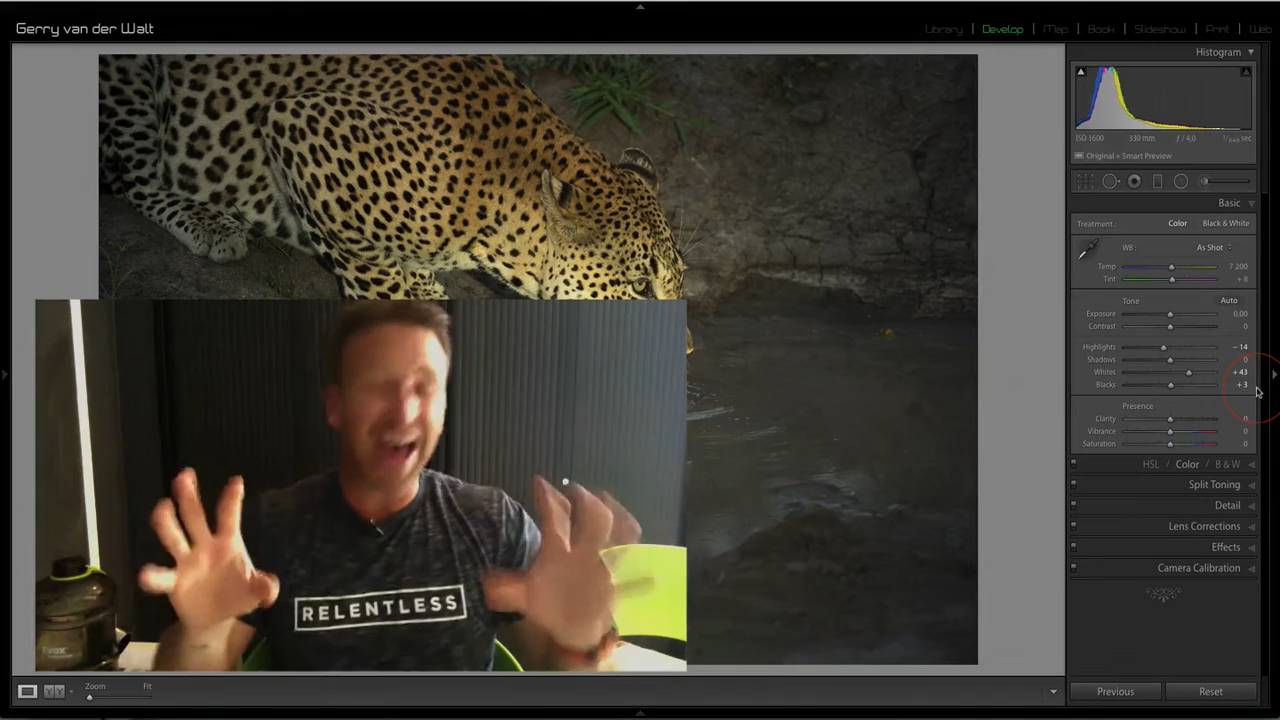 Gerry van der Walt
Library | Develop | Map | Book | Slideshow | Print | Web
Histogram
ISO 1600 330 mm ƒ / 4,0
Original + Smart Preview
Basic
Treatment : Color Black & White
WB : As Shot
Temp 7 200
Tint + 8
Tone Auto
Exposure 0,00
Contrast 0
Highlights − 14
Shadows 0
Whites + 43
Blacks + 3
Presence
Clarity 0
Vibrance 0
Saturation 0
HSL / Color / B & W
Split Toning
Detail
Lens Corrections
Effects
Camera Calibration
RELENTLESS
Evox
Y Y
Zoom Fit
Previous Reset